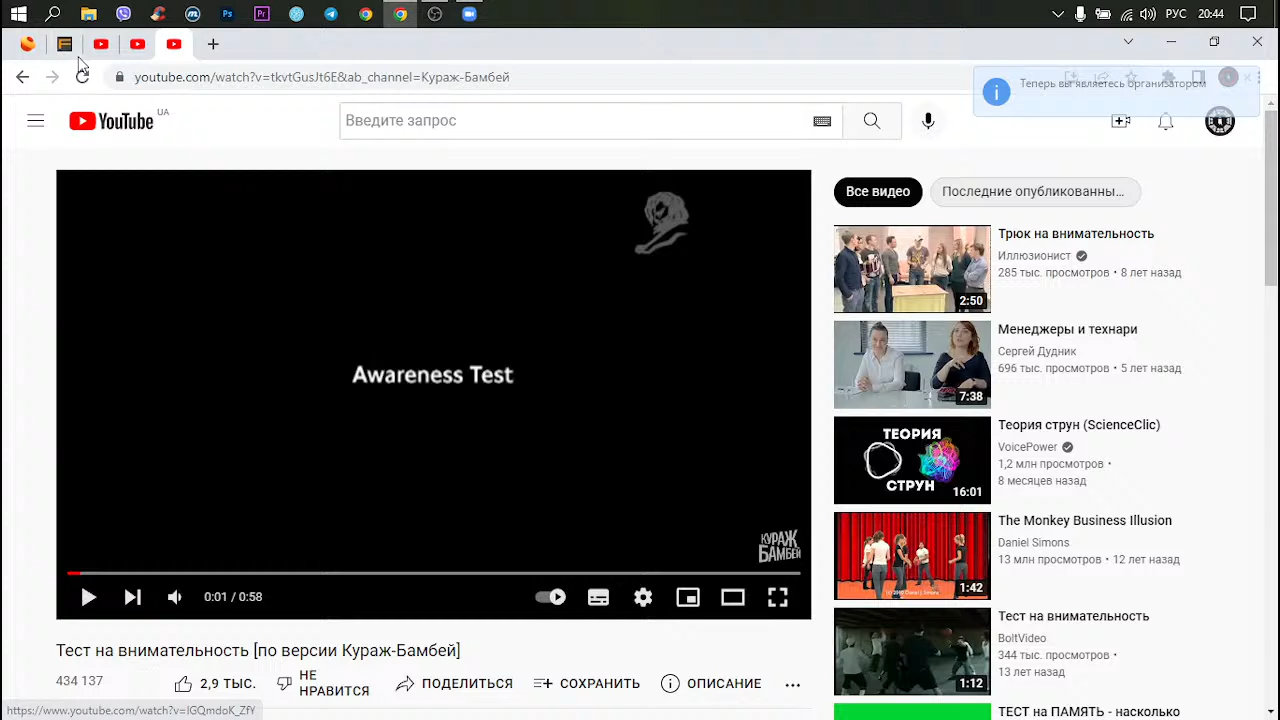 Ps
Pr
РУС
20:44
youtube.com/watch?v=tkvtGusJt6E&ab_channel=Кураж-Бамбей
Теперь вы являетесь организатором
YouTube
UA
Введите запрос
Все видео
Последние опубликованны...
Awareness Test
КУРАЖ
БАМБЕЙ
0:01 / 0:58
Тест на внимательность [по версии Кураж-Бамбей]
434 137
2,9 ТЫС.
НЕ
НРАВИТСЯ
ПОДЕЛИТЬСЯ
СОХРАНИТЬ
ОПИСАНИЕ
2:50
Трюк на внимательность
Иллюзионист
285 тыс. просмотров • 8 лет назад
7:38
Менеджеры и технари
Сергей Дудник
696 тыс. просмотров • 5 лет назад
ТЕОРИЯ
СТРУН
16:01
Теория струн (ScienceClic)
VoicePower
1,2 млн просмотров •
8 месяцев назад
1:42
The Monkey Business Illusion
Daniel Simons
13 млн просмотров • 12 лет назад
1:12
Тест на внимательность
BoltVideo
344 тыс. просмотров •
13 лет назад
ТЕСТ на ПАМЯТЬ - насколько